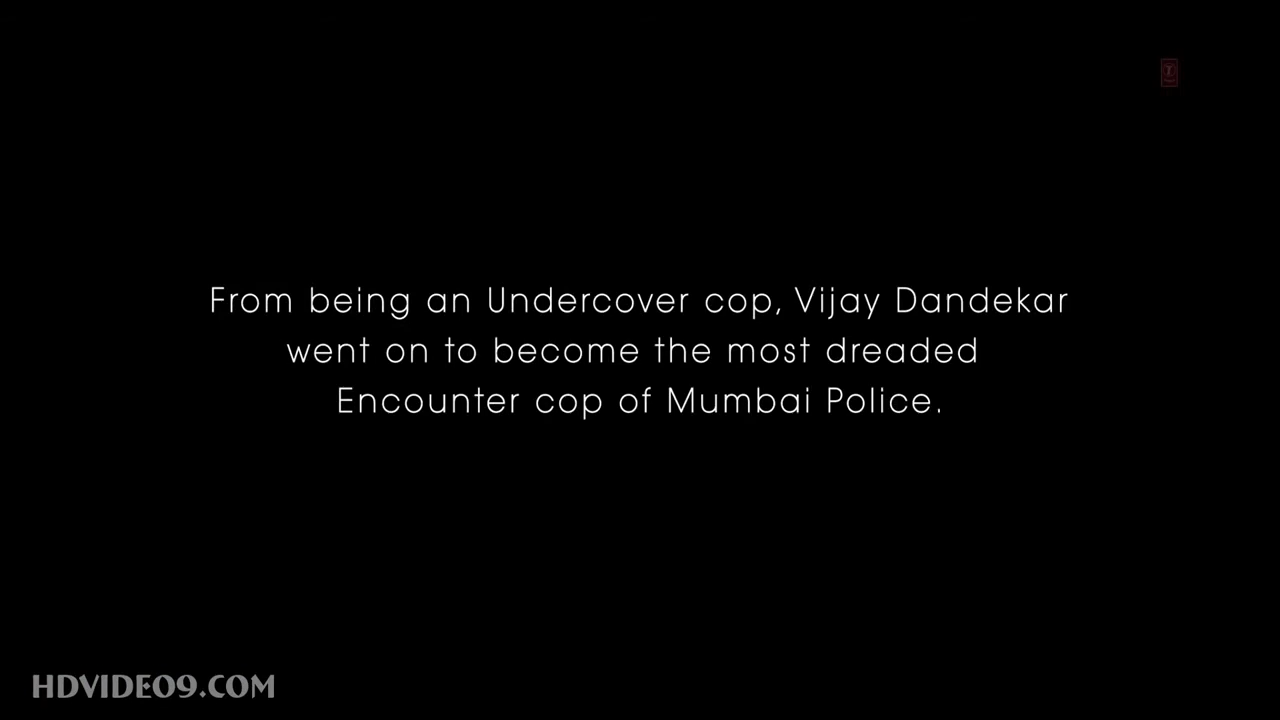 From being an Undercover cop, Vijay Dandekar
went on to become the most dreaded
Encounter cop of Mumbai Police.
HDVIDEO9.COM